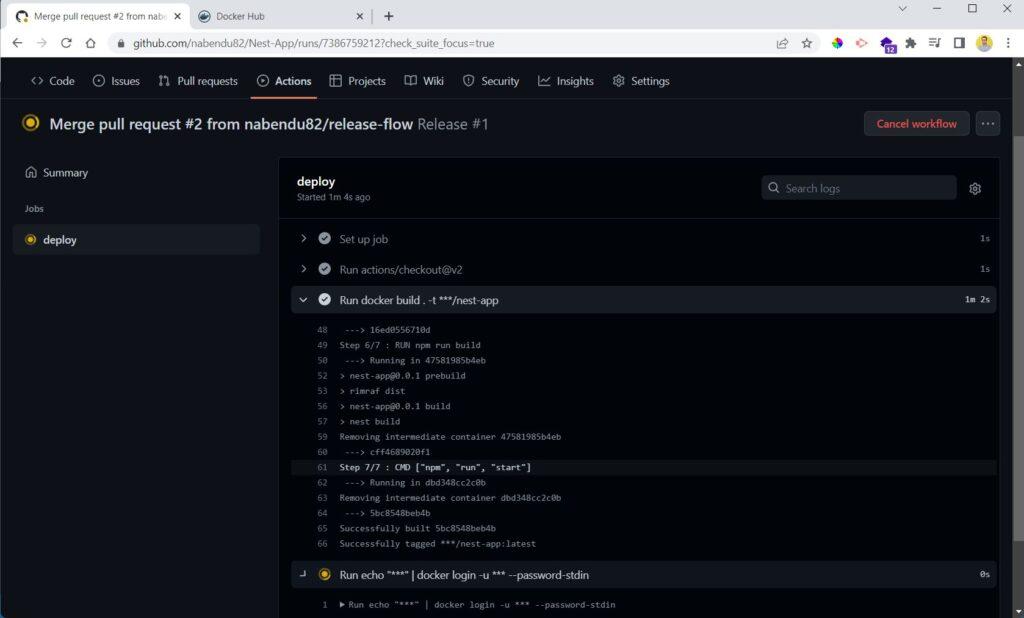 Merge pull request #2 from nabe
Docker Hub
github.com/nabendu82/Nest-App/runs/7386759212?check_suite_focus=true
12
Code
Issues
Pull requests
Actions
Projects
Wiki
Security
Insights
Settings
Merge pull request #2 from nabendu82/release-flow Release #1
Cancel workflow
Summary
Jobs
deploy
deploy
Started 1m 4s ago
Search logs
Set up job 1s
Run actions/checkout@v2 1s
Run docker build . -t ***/nest-app 1m 2s
48 ---> 16ed0556710d
49 Step 6/7 : RUN npm run build
50 ---> Running in 47581985b4eb
52 > nest-app@0.0.1 prebuild
53 > rimraf dist
56 > nest-app@0.0.1 build
57 > nest build
59 Removing intermediate container 47581985b4eb
60 ---> cff4689020f1
61 Step 7/7 : CMD ["npm", "run", "start"]
62 ---> Running in dbd348cc2c0b
63 Removing intermediate container dbd348cc2c0b
64 ---> 5bc8548beb4b
65 Successfully built 5bc8548beb4b
66 Successfully tagged ***/nest-app:latest
Run echo "***" | docker login -u *** --password-stdin 0s
1 Run echo "***" | docker login -u *** --password-stdin